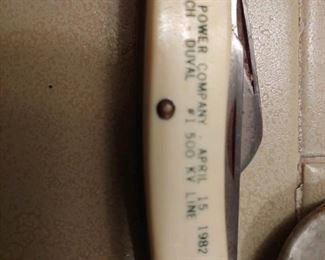 POWER COMPANY . APRIL 15, 1982
CH - DUVAL #1 500 KV LINE